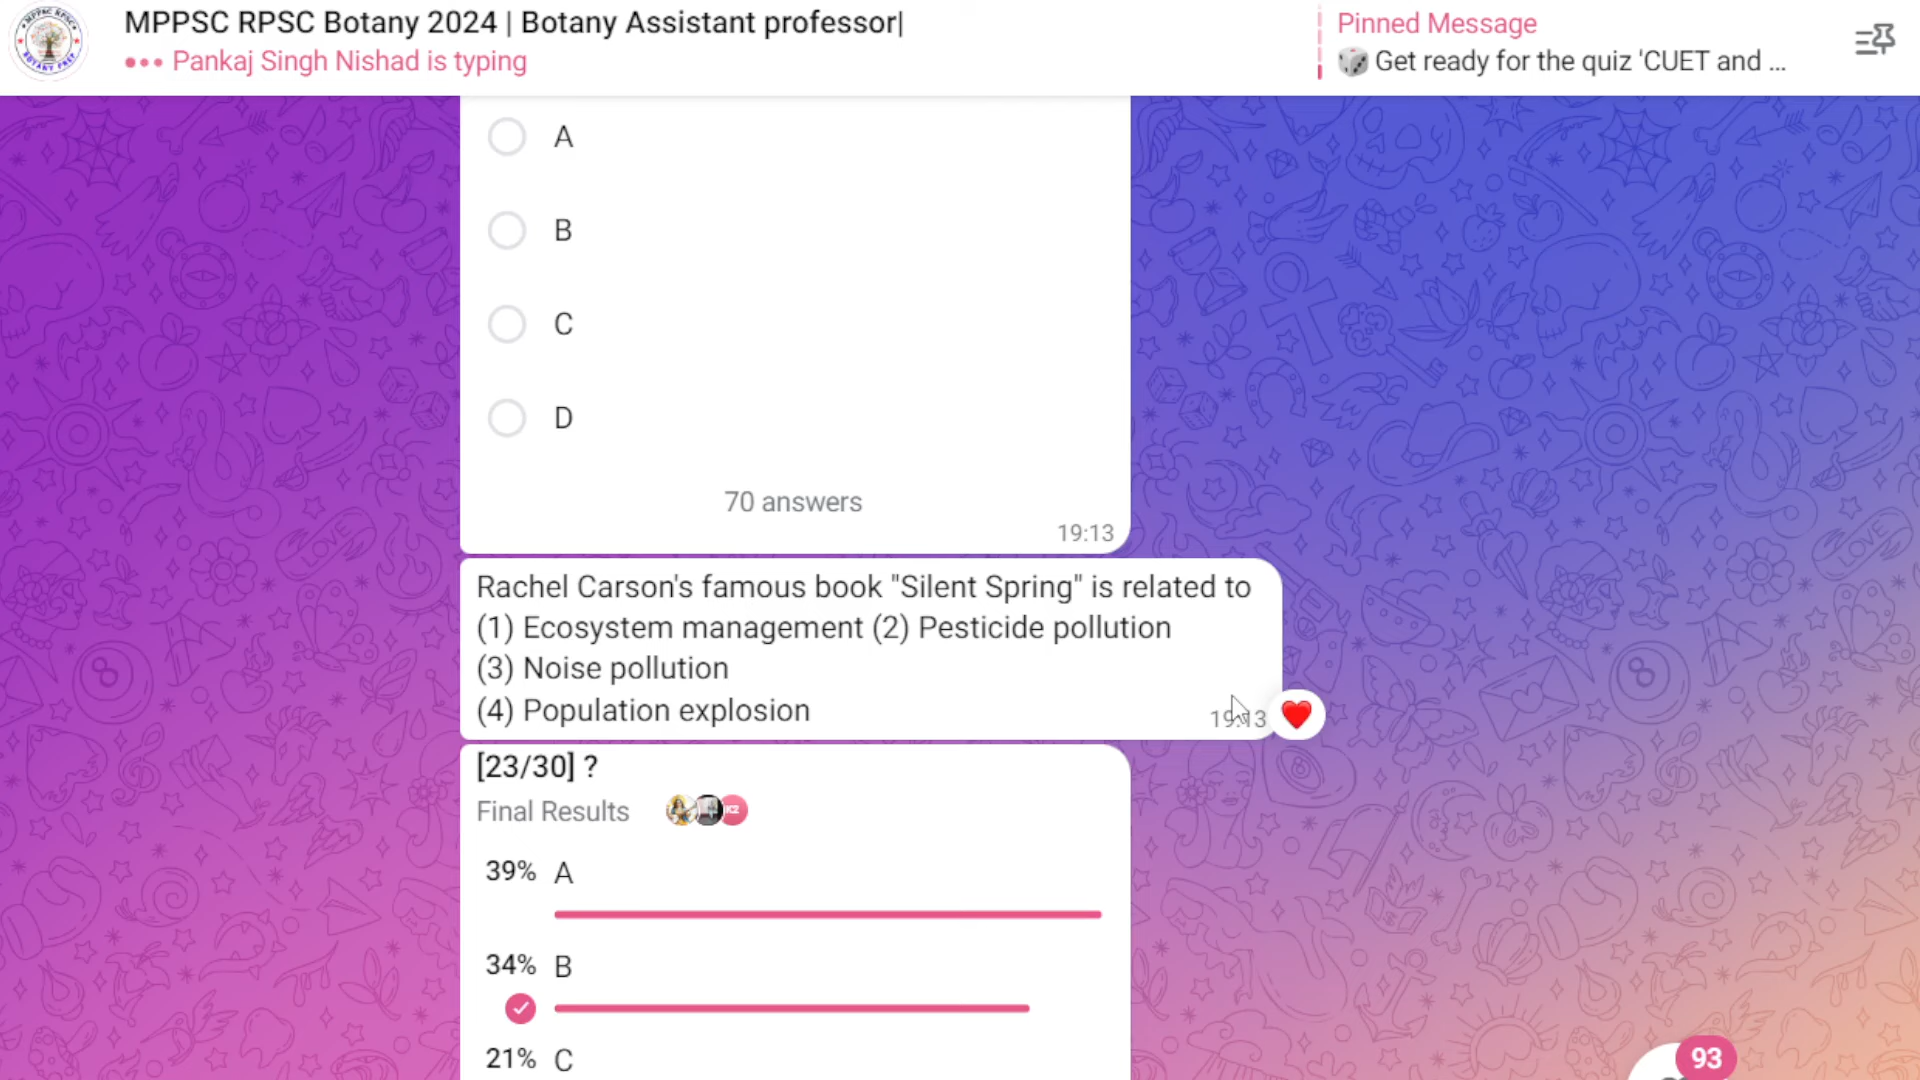 MPPSC RPSC Botany 2024 | Botany Assistant professor|
Pankaj Singh Nishad is typing
Pinned Message
Get ready for the quiz 'CUET and ...
A
B
C
D
70 answers
19:13
Rachel Carson's famous book "Silent Spring" is related to
(1) Ecosystem management (2) Pesticide pollution
(3) Noise pollution
(4) Population explosion
19:13
[23/30] ?
Final Results
39% A
34% B
21% C
93